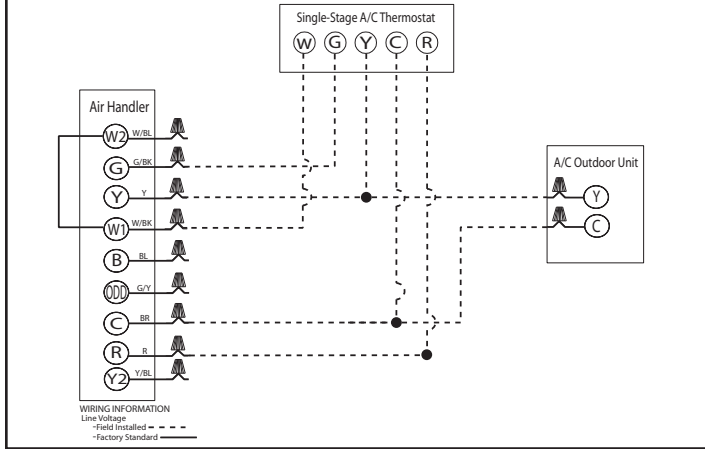 Single-Stage A/C Thermostat
W G Y C R
Air Handler
W2 W/BL
G G/BK
Y Y
W1 W/BK
B BL
ODD G/Y
C BR
R R
Y2 Y/BL
A/C Outdoor Unit
Y
C
WIRING INFORMATION
Line Voltage
-Field Installed
-Factory Standard